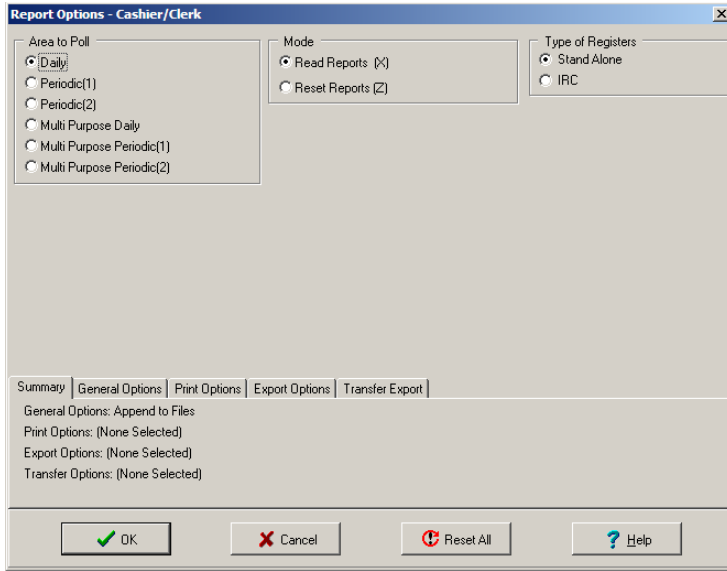 Report Options - Cashier/Clerk
Area to Poll
Daily
Periodic(1)
Periodic(2)
Multi Purpose Daily
Multi Purpose Periodic(1)
Multi Purpose Periodic(2)
Mode
Read Reports (X)
Reset Reports (Z)
Type of Registers
Stand Alone
IRC
Summary General Options Print Options Export Options Transfer Export
General Options: Append to Files
Print Options: (None Selected)
Export Options: (None Selected)
Transfer Options: (None Selected)
OK Cancel Reset All Help